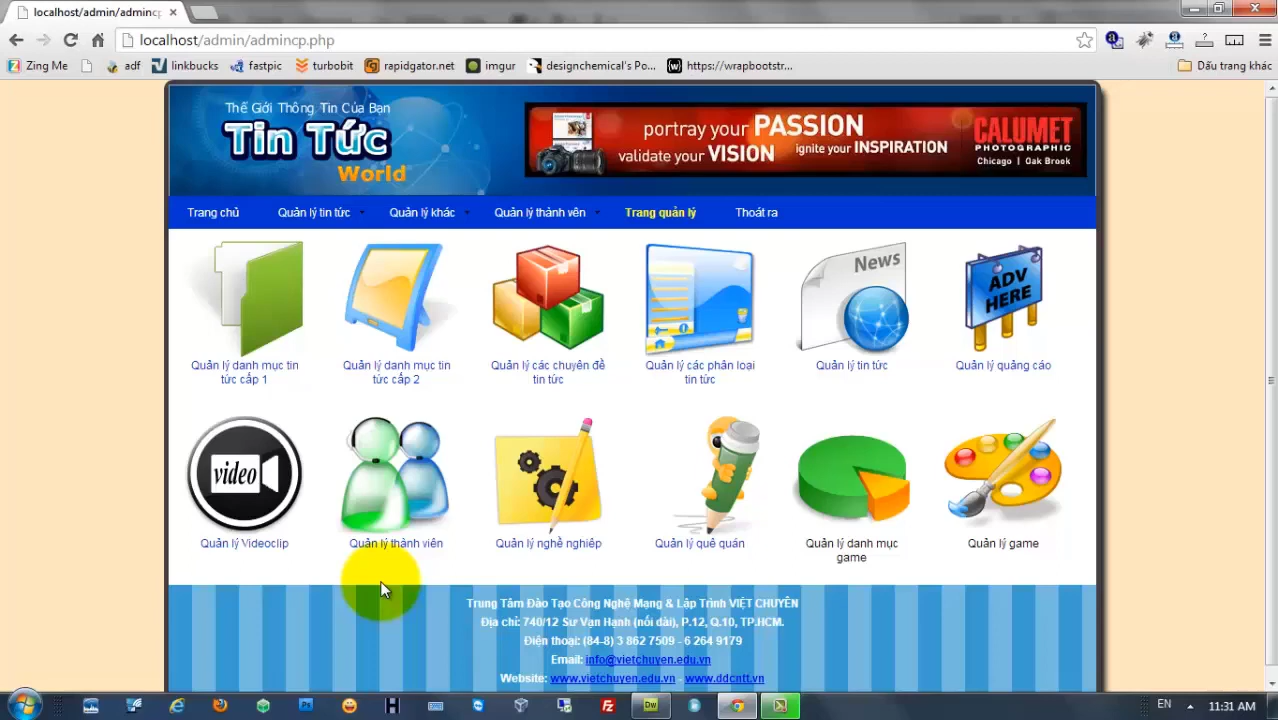 localhost/admin/admincp
localhost/admin/admincp.php
Zing Me
adf
linkbucks
fastpic
turbobit
rapidgator.net
imgur
designchemical's Po...
https://wrapbootstr...
Dấu trang khác
Thế Giới Thông Tin Của Bạn
Tin Tức
World
portray your PASSION
validate your VISION
ignite your INSPIRATION
CALUMET
PHOTOGRAPHIC
Chicago | Oak Brook
Trang chủ
Quản lý tin tức
Quản lý khác
Quản lý thành vên
Trang quản lý
Thoát ra
News
ADV
HERE
Quản lý danh mục tin
tức cấp 1
Quản lý danh mục tin
tức cấp 2
Quản lý các chuyên đề
tin tức
Quản lý các phân loại
tin tức
Quản lý tin tức
Quản lý quảng cáo
video
Quản lý Videoclip
Quản lý thành viên
Quản lý nghề nghiêp
Quản lý quê quán
Quản lý danh mục
game
Quản lý game
Trung Tâm Đào Tạo Công Nghệ Mạng & Lập Trình VIỆT CHUYÊN
Địa chỉ: 740/12 Sư Vạn Hạnh (nối dài), P.12, Q.10, TP.HCM.
Điện thoại: (84-8) 3 862 7509 - 6 264 9179
Email: info@vietchuyen.edu.vn
Website: www.vietchuyen.edu.vn - www.ddcntt.vn
Dw
EN
11:31 AM